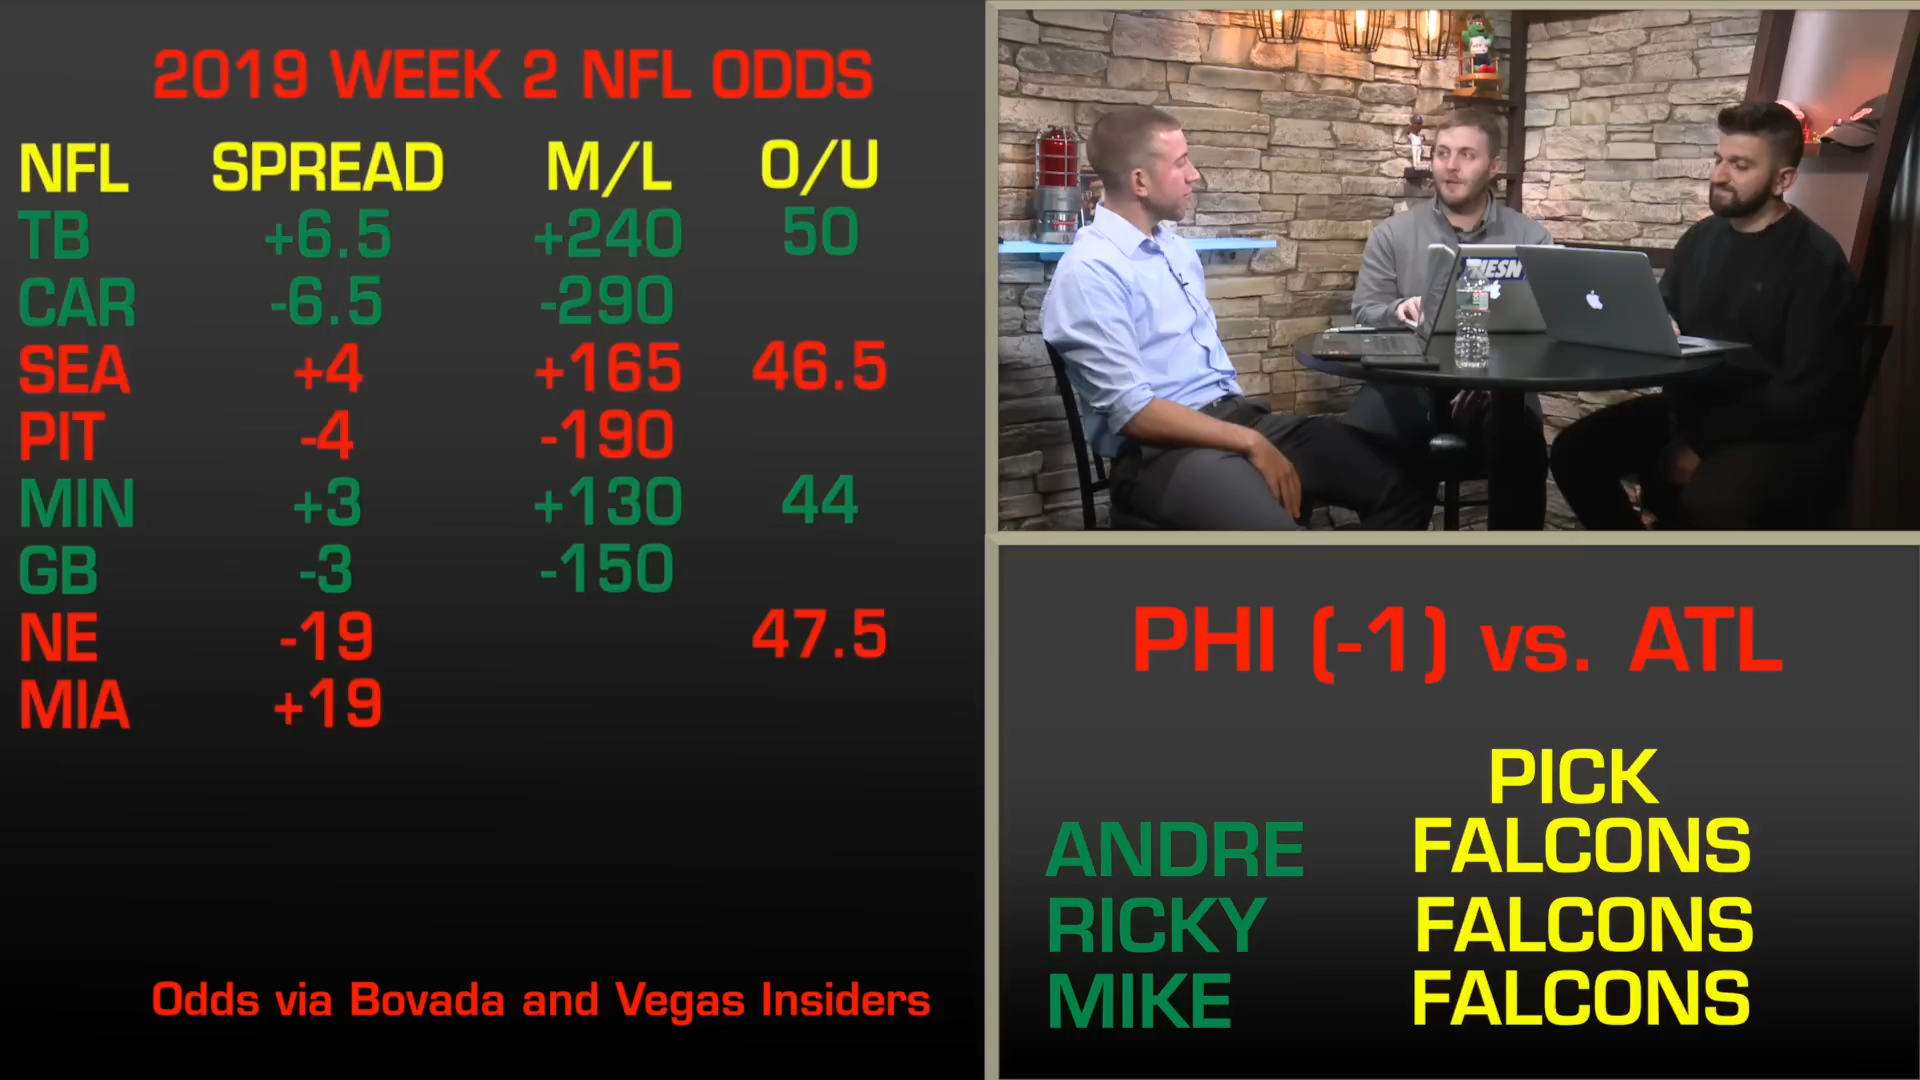 2019 WEEK 2 NFL ODDS
NFL SPREAD M/L O/U
TB +6.5 +240 50
CAR -6.5 -290
SEA +4 +165 46.5
PIT -4 -190
MIN +3 +130 44
GB -3 -150
NE -19 47.5
MIA +19
Odds via Bovada and Vegas Insiders
NESN
PHI (-1) vs. ATL
PICK
ANDRE FALCONS
RICKY FALCONS
MIKE FALCONS